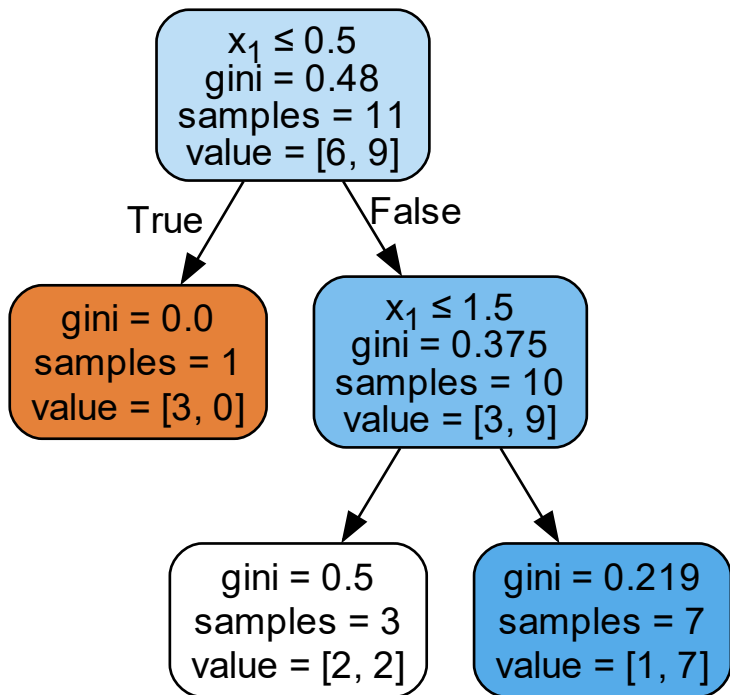 x₁ ≤ 0.5
gini = 0.48
samples = 11
value = [6, 9]
True
False
gini = 0.0
samples = 1
value = [3, 0]
x₁ ≤ 1.5
gini = 0.375
samples = 10
value = [3, 9]
gini = 0.5
samples = 3
value = [2, 2]
gini = 0.219
samples = 7
value = [1, 7]